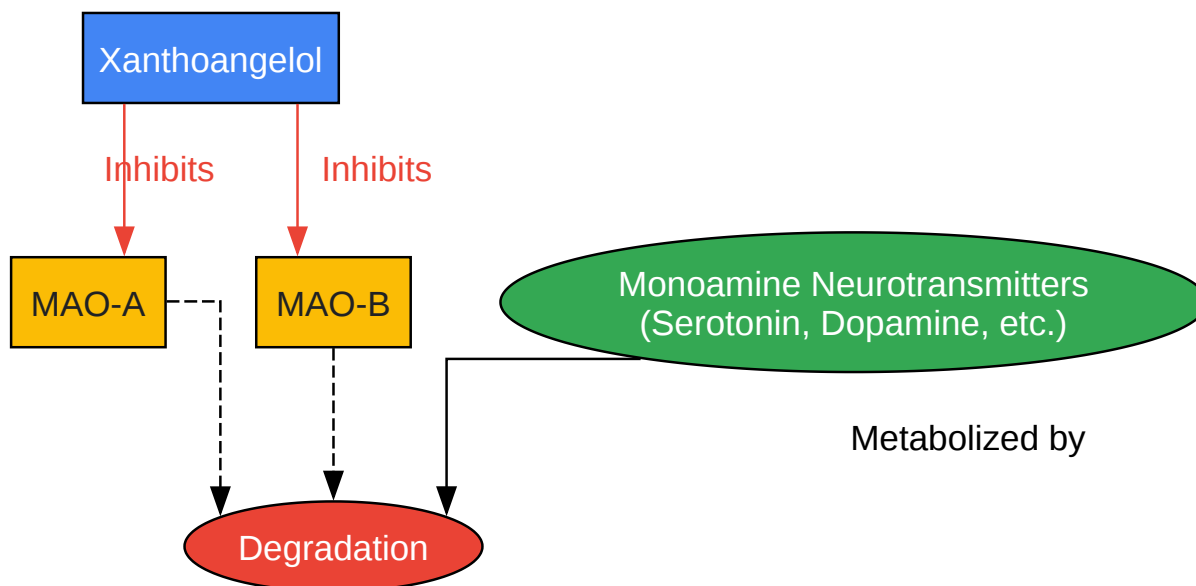 Xanthoangelol
Inhibits
Inhibits
MAO-A
MAO-B
Monoamine Neurotransmitters
(Serotonin, Dopamine, etc.)
Metabolized by
Degradation